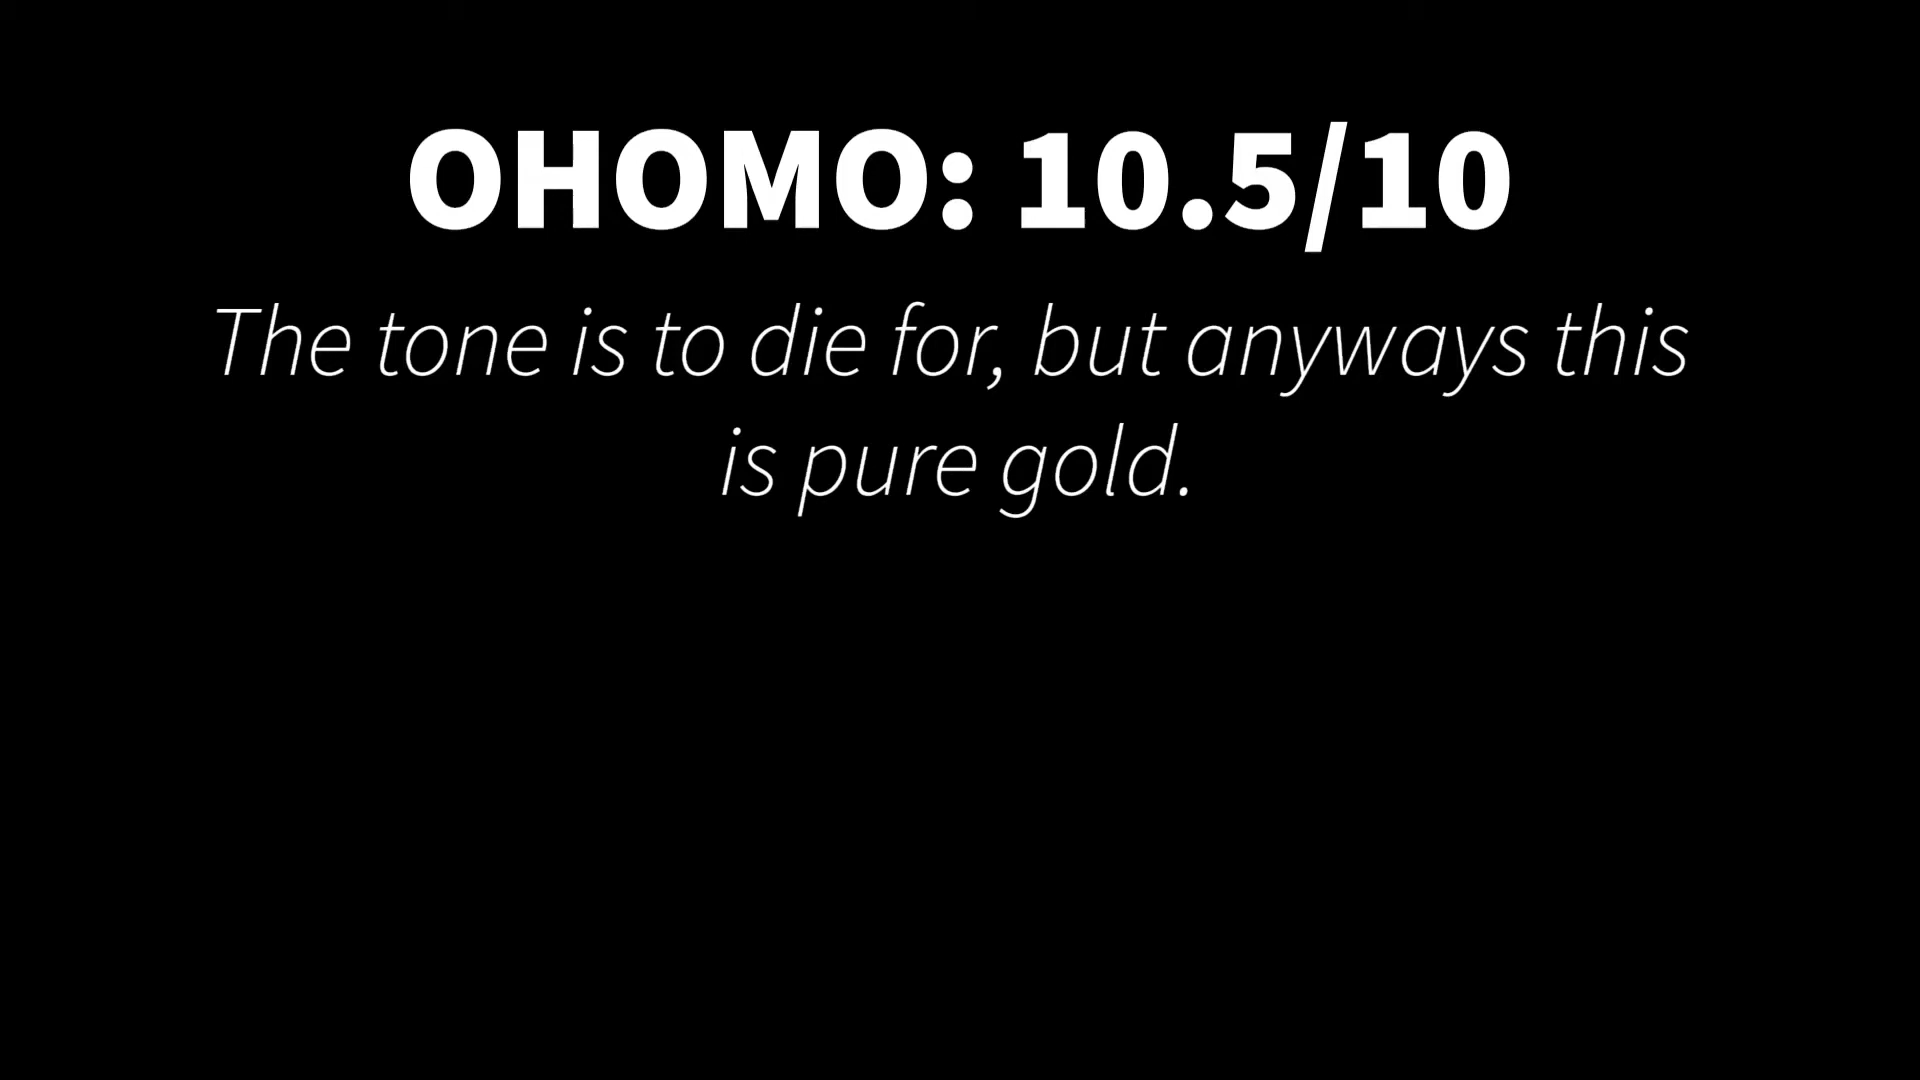 OHOMO: 10.5/10
The tone is to die for, but anyways this
is pure gold.